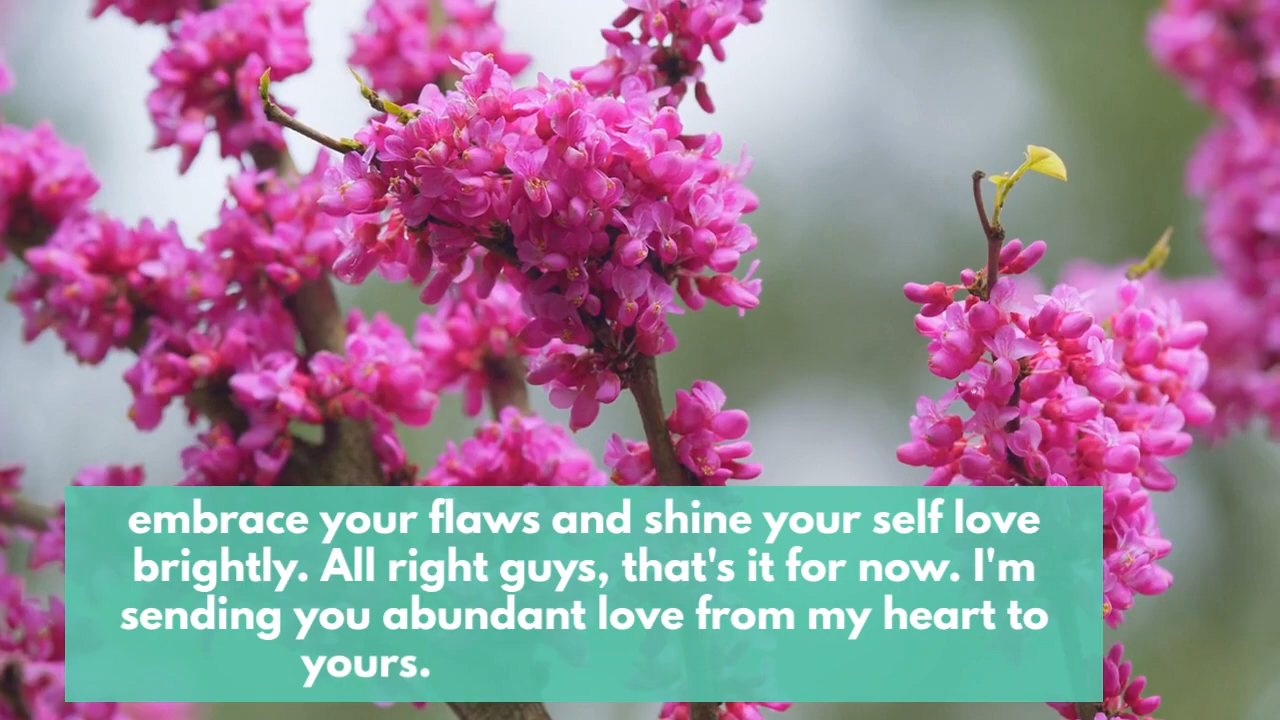 embrace your flaws and shine your self love
brightly. All right guys, that's it for now. I'm
sending you abundant love from my heart to
yours.